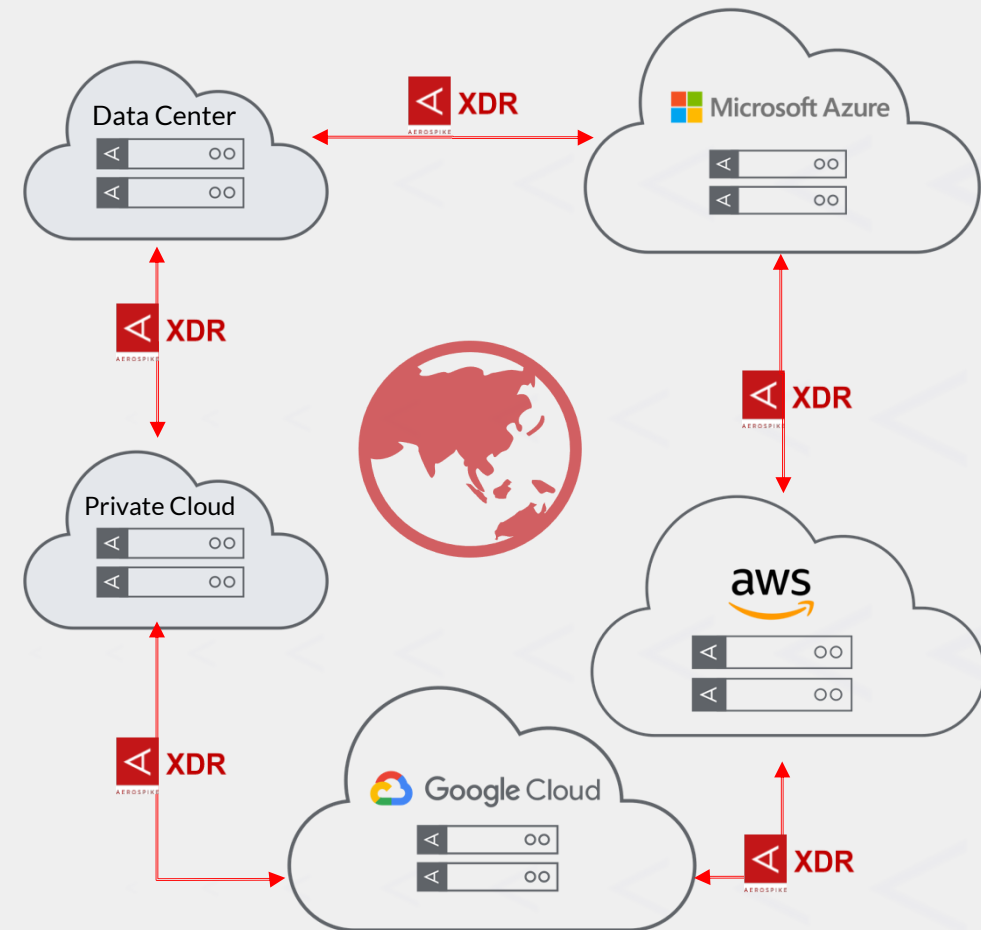 Data Center
XDR
AEROSPIKE
Microsoft Azure
XDR
AEROSPIKE
XDR
AEROSPIKE
Private Cloud
aws
XDR
AEROSPIKE
Google Cloud
XDR
AEROSPIKE